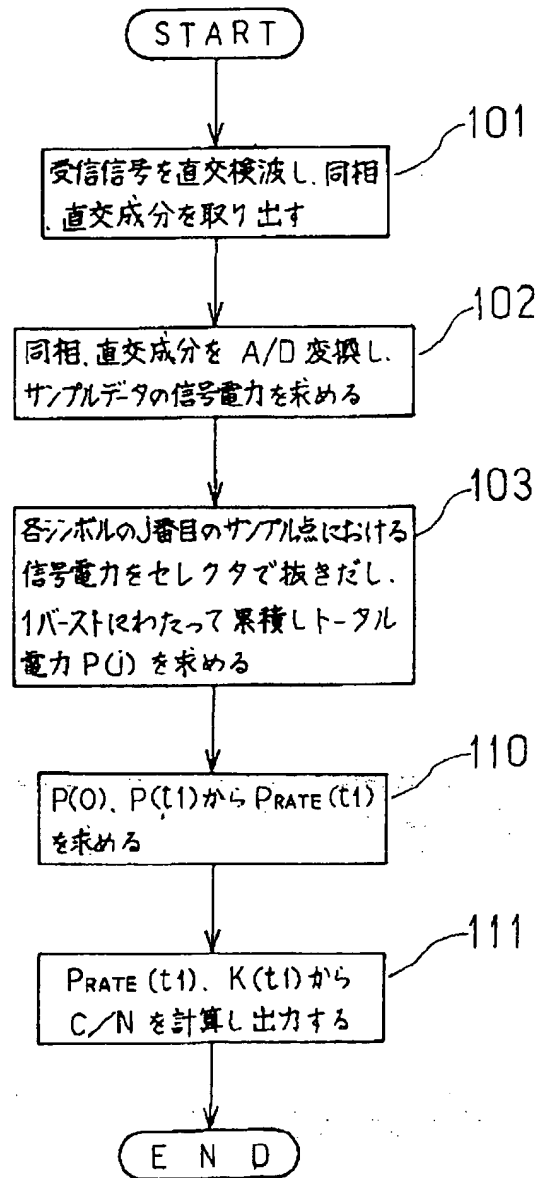 START
101
受信信号を直交検波し、同相
、直交成分を取り出す
102
同相、直交成分を A/D 変換し、
サンプルデータの信号電力を求める
103
各シンボルのj番目のサンプル点における
信号電力をセレクタで抜きだし、
1バーストにわたって累積しトータル
電力 P(j) を求める
110
P(0)、P(t1)から PRATE(t1)
を求める
111
PRATE(t1)、K(t1)から
C/N を計算し出力する
END